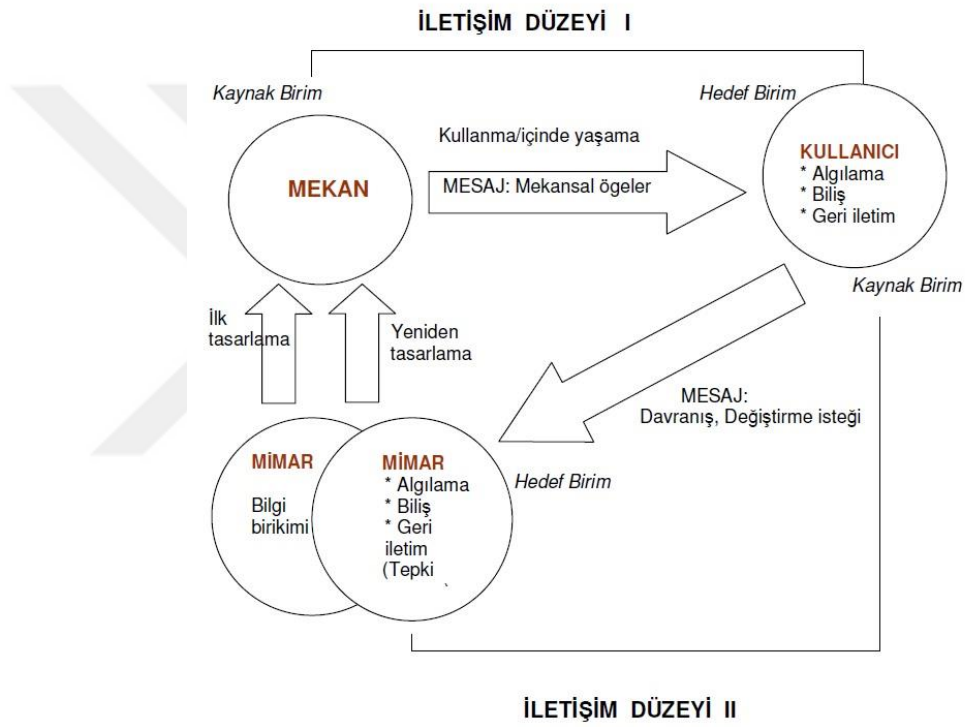 İLETİŞİM DÜZEYİ I
Kaynak Birim
Hedef Birim
MEKAN
Kullanma/içinde yaşama
MESAJ: Mekansal ögeler
KULLANICI
* Algılama
* Biliş
* Geri iletim
Kaynak Birim
İlk
tasarlama
Yeniden
tasarlama
MESAJ:
Davranış, Değiştirme isteği
MİMAR
Bilgi
birikimi
MİMAR
* Algılama
* Biliş
* Geri
iletim
(Tepki
Hedef Birim
İLETİŞİM DÜZEYİ II